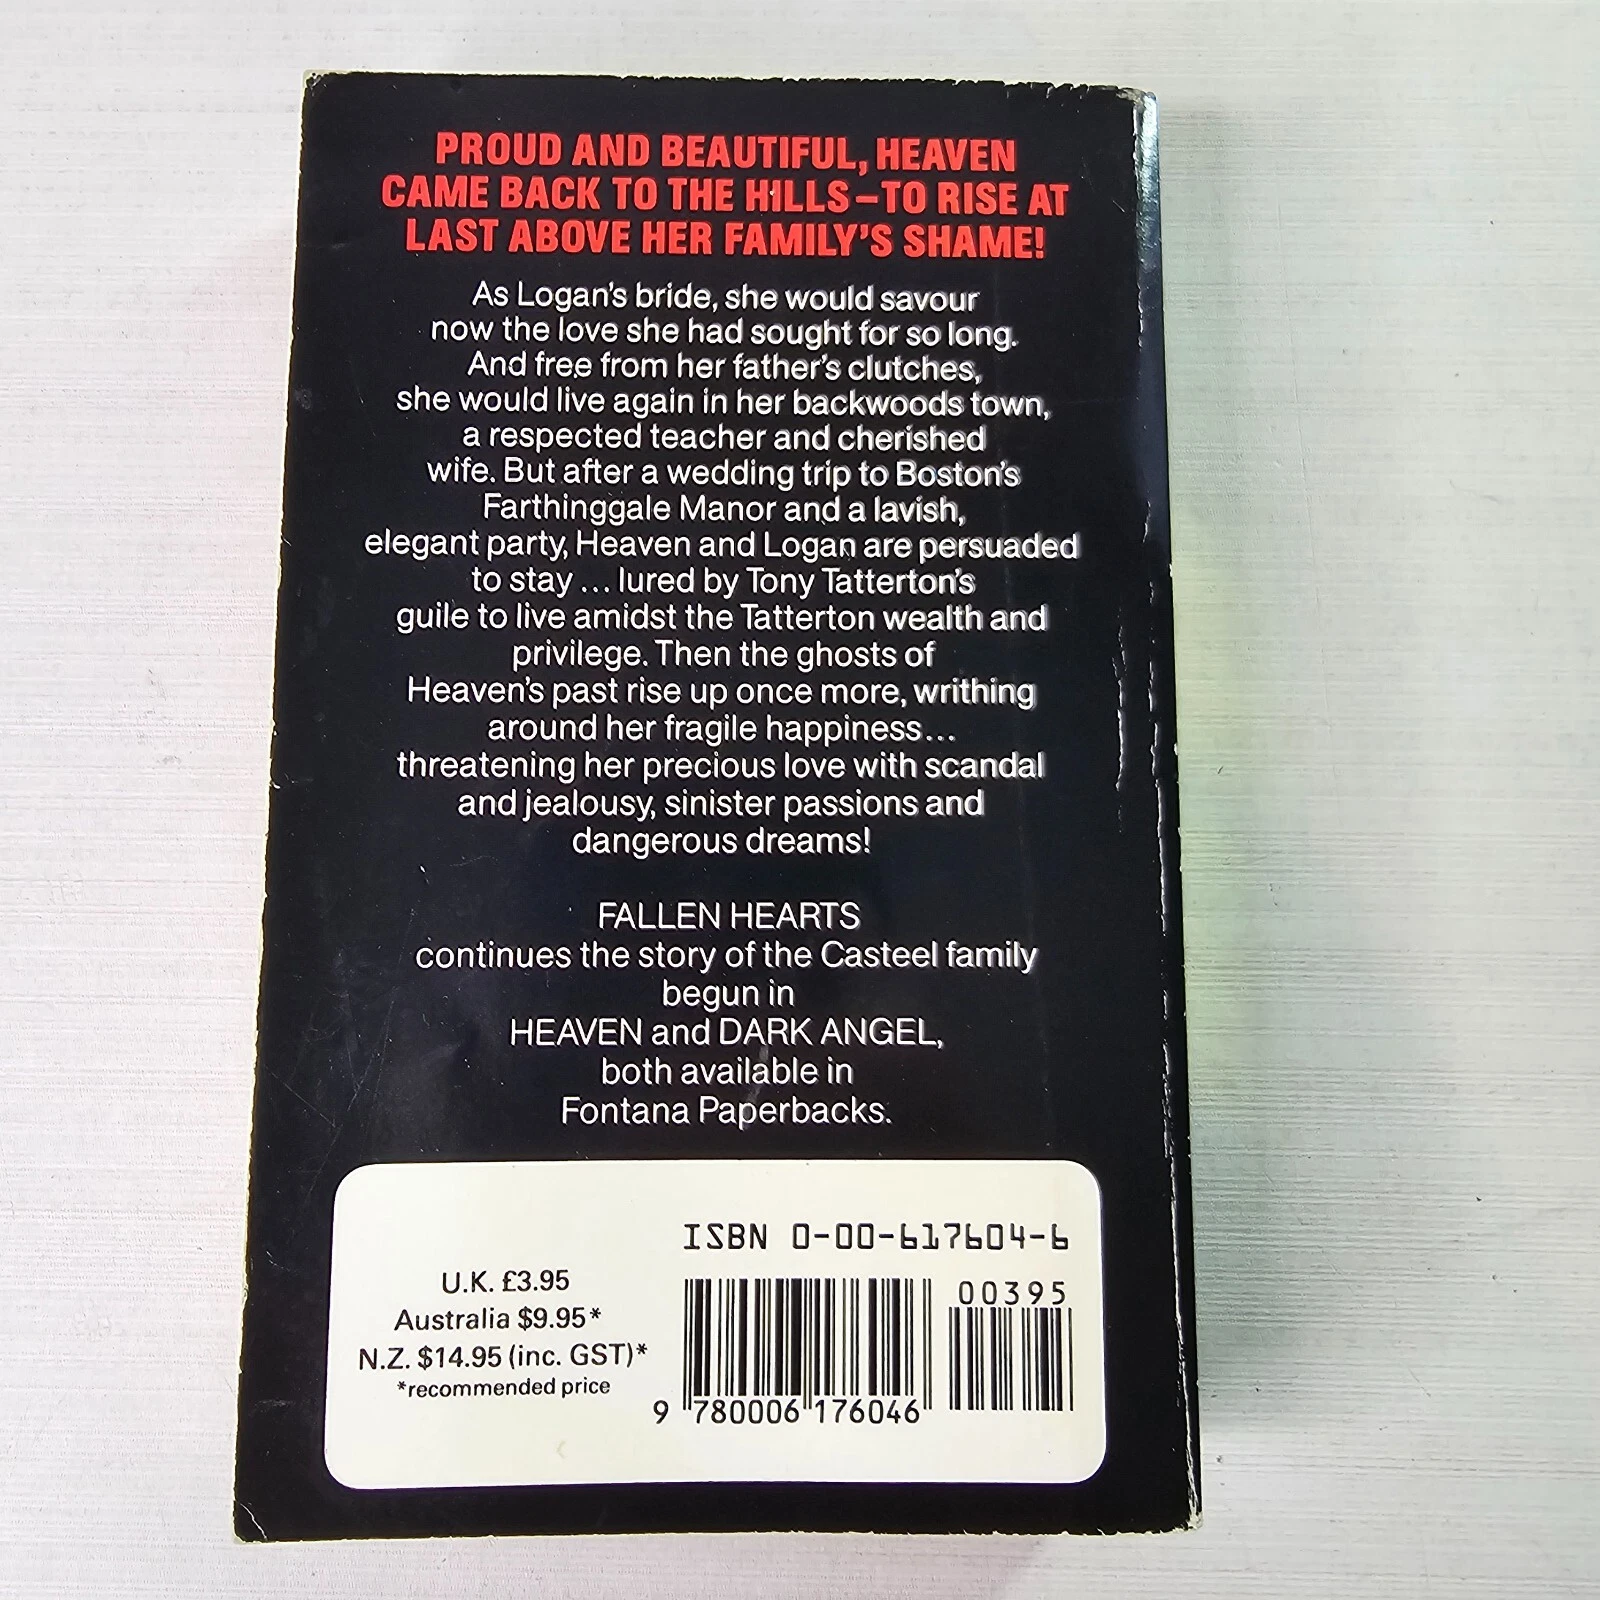 PROUD AND BEAUTIFUL, HEAVEN
CAME BACK TO THE HILLS–TO RISE AT
LAST ABOVE HER FAMILY'S SHAME!
As Logan's bride, she would savour
now the love she had sought for so long.
And free from her father's clutches,
she would live again in her backwoods town,
a respected teacher and cherished
wife. But after a wedding trip to Boston's
Farthinggale Manor and a lavish,
elegant party, Heaven and Logan are persuaded
to stay ... lured by Tony Tatterton's
guile to live amidst the Tatterton wealth and
privilege. Then the ghosts of
Heaven's past rise up once more, writhing
around her fragile happiness...
threatening her precious love with scandal
and jealousy, sinister passions and
dangerous dreams!
FALLEN HEARTS
continues the story of the Casteel family
begun in
HEAVEN and DARK ANGEL,
both available in
Fontana Paperbacks.
ISBN 0-00-617604-6
U.K. £3.95
Australia $9.95*
N.Z. $14.95 (inc. GST)*
*recommended price
00395
9 780006 176046